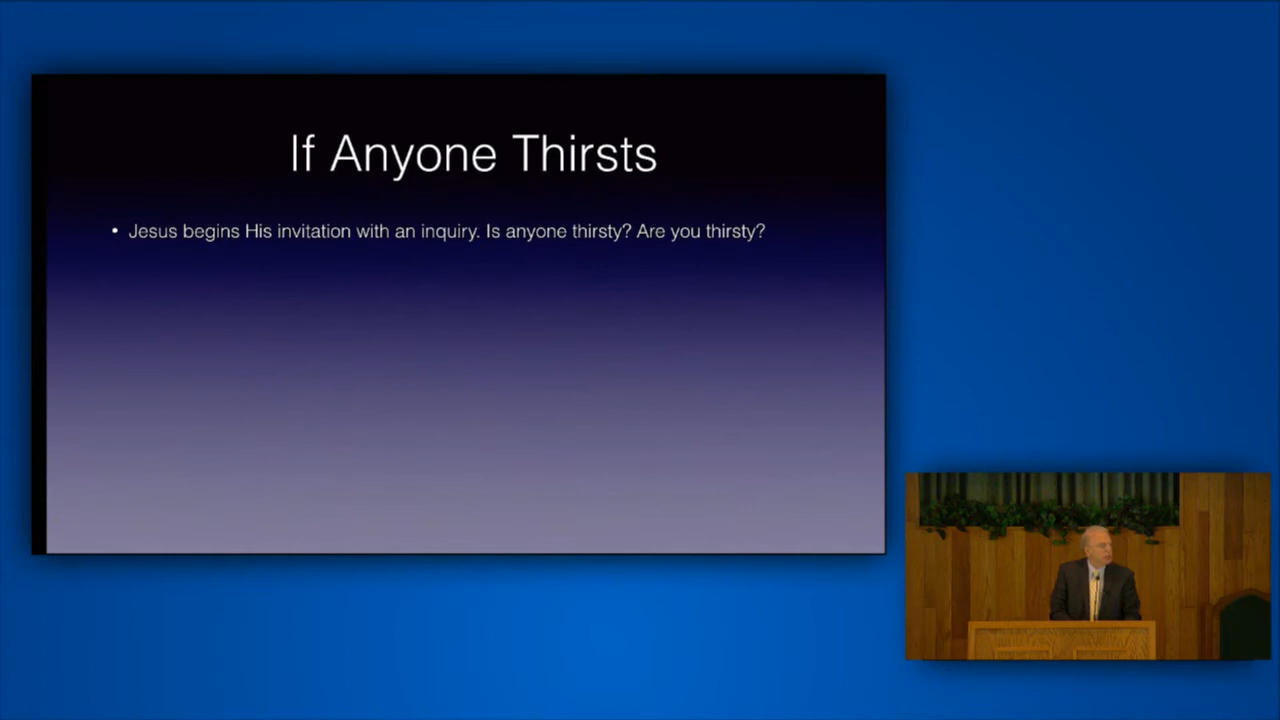 If Anyone Thirsts
• Jesus begins His invitation with an inquiry. Is anyone thirsty? Are you thirsty?